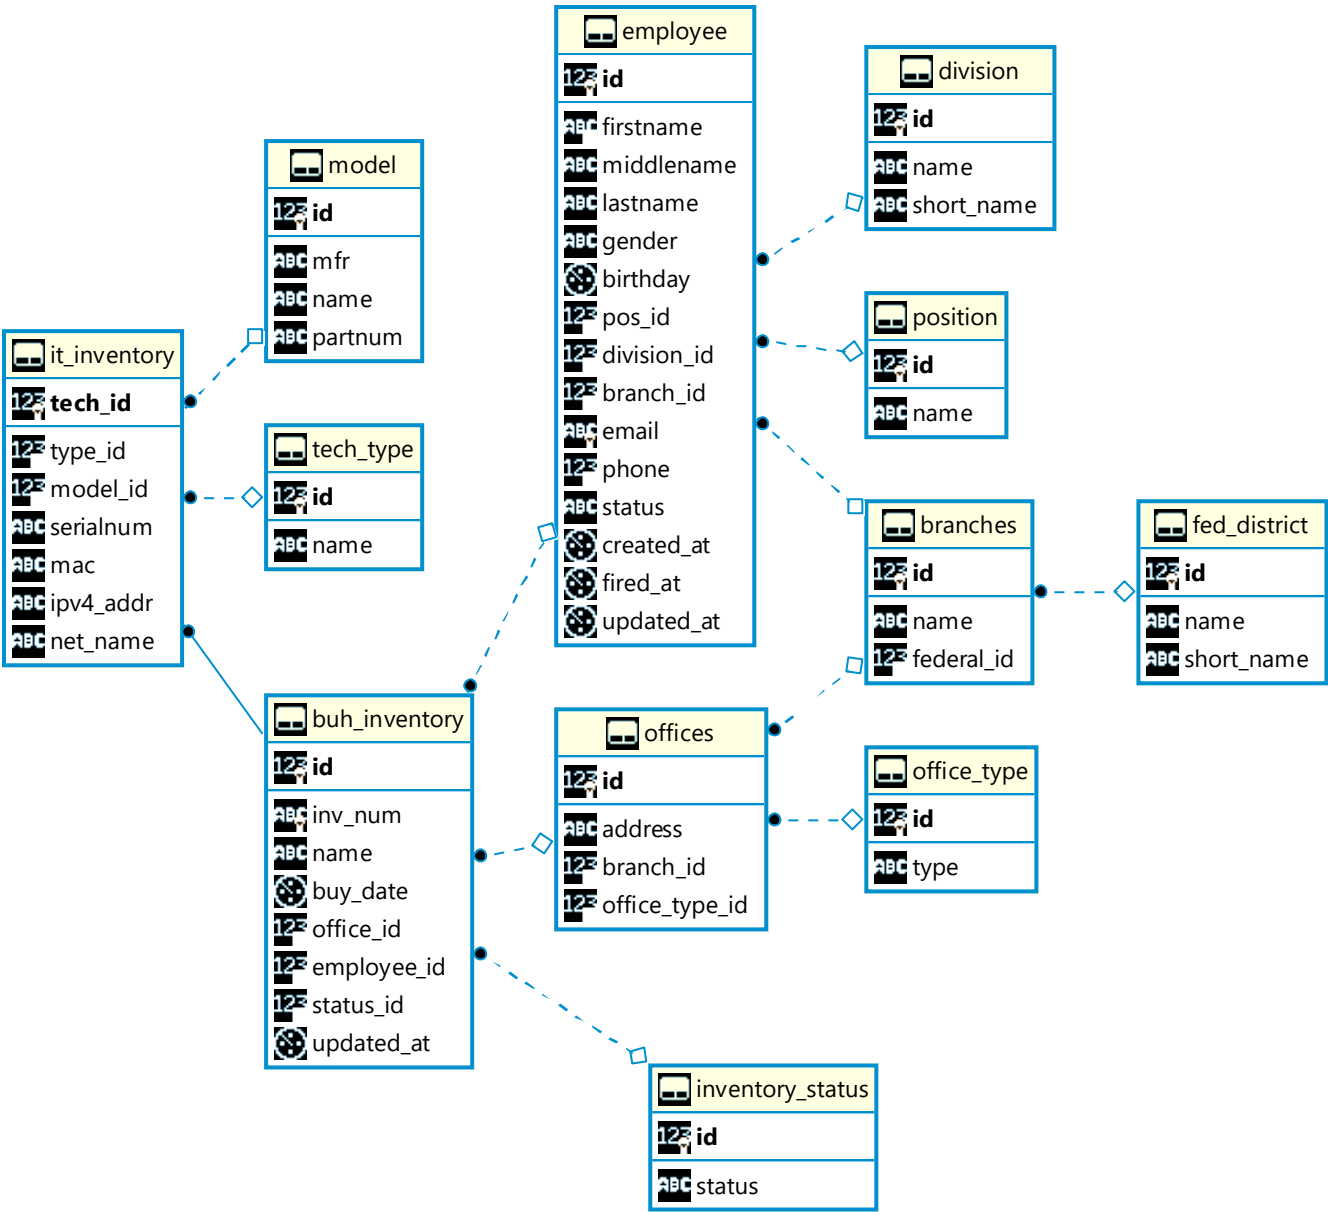 employee
id
firstname
middlename
lastname
gender
birthday
pos_id
division_id
branch_id
email
phone
status
created_at
fired_at
updated_at
division
id
name
short_name
model
id
mfr
name
partnum
position
id
name
it_inventory
tech_id
type_id
model_id
serialnum
mac
ipv4_addr
net_name
tech_type
id
name
branches
id
name
federal_id
fed_district
id
name
short_name
buh_inventory
id
inv_num
name
buy_date
office_id
employee_id
status_id
updated_at
offices
id
address
branch_id
office_type_id
office_type
id
type
inventory_status
id
status